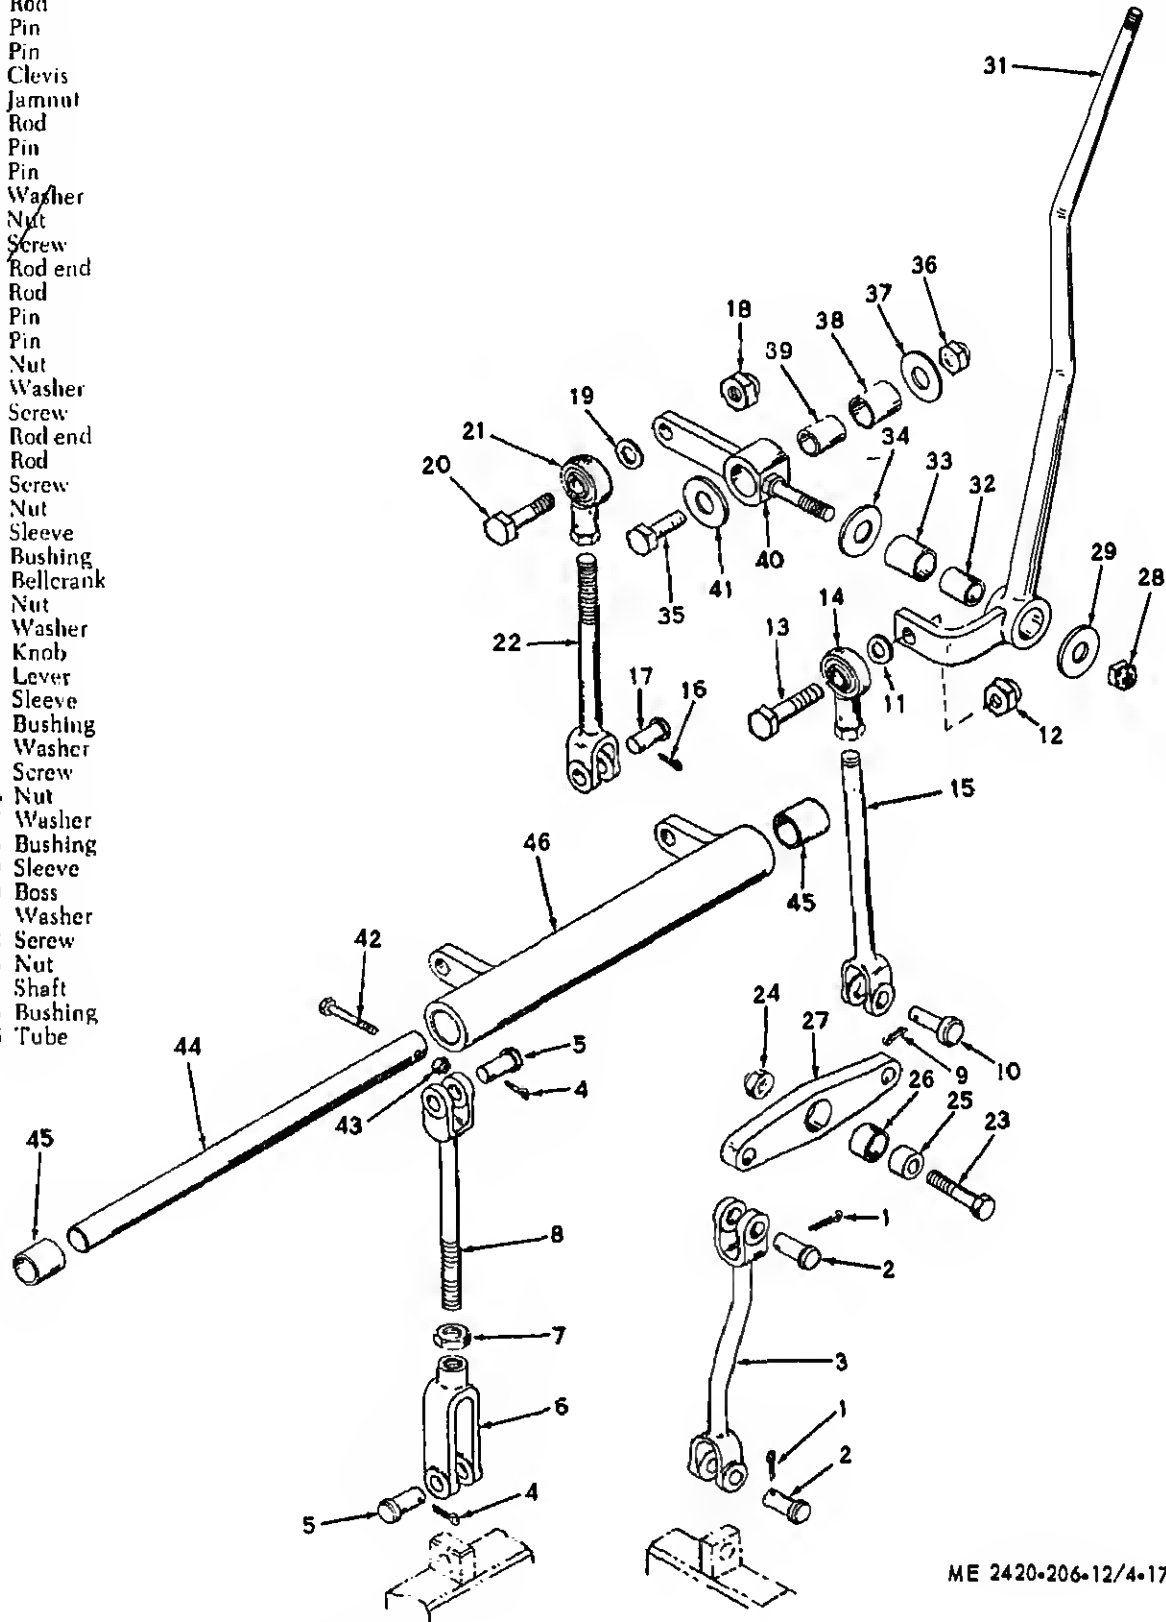 Rod
Pin
Pin
Clevis
Jamnut
Rod
Pin
Pin
Washer
Nut
Screw
Rod end
Rod
Pin
Pin
Nut
Washer
Screw
Rod end
Rod
Screw
Nut
Sleeve
Bushing
Bellcrank
Nut
Washer
Knob
Lever
Sleeve
Bushing
Washer
Screw
Nut
Washer
Bushing
Sleeve
Boss
Washer
Screw
Nut
Shaft
Bushing
Tube
31
36
37
18
38
39
19
21
34
20
33
32
40
41
29
28
35
14
13
22
17
16
11
12
15
46
45
42
24
27
5
44
4
9
10
43
26
25
23
45
1
8
2
7
3
6
1
2
4
5
ME 2420-206-12/4-17